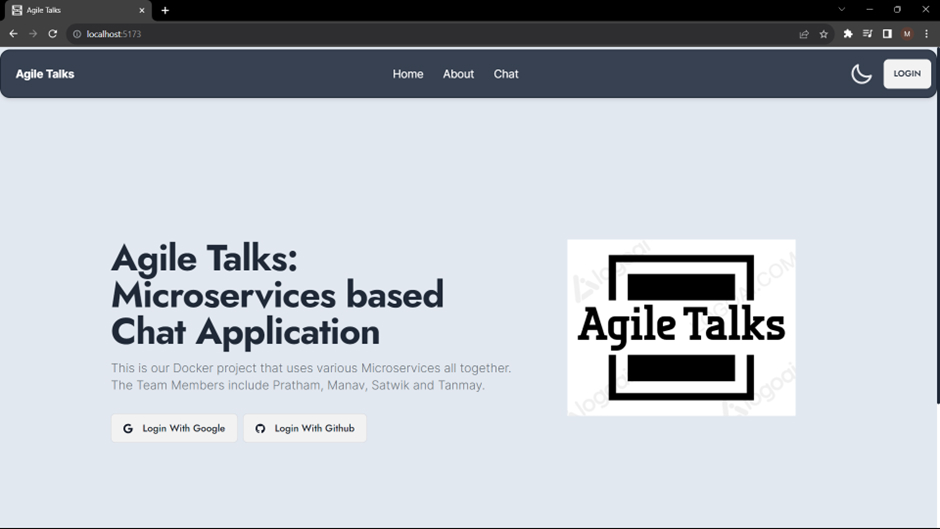 Agile Talks
localhost:5173
M
Agile Talks
Home About Chat
LOGIN
Agile Talks:
Microservices based
Chat Application
This is our Docker project that uses various Microservices all together.
The Team Members include Pratham, Manav, Satwik and Tanmay.
Login With Google
Login With Github
Agile Talks